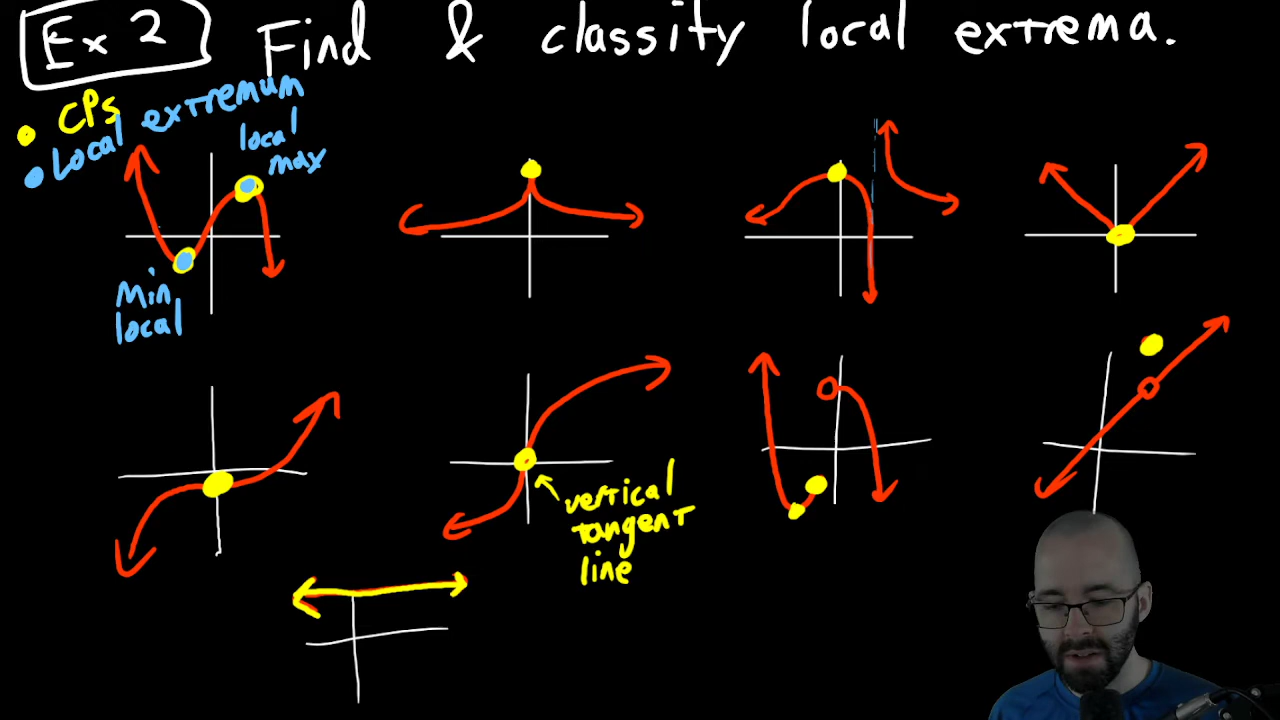 Ex 2 Find & classify local extrema.
CPs
Local extremum
local
max
Min
local
vertical
tangent
line